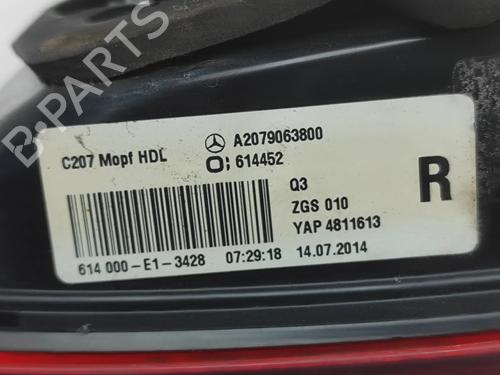 B-PARTS
C207 Mopf HDL
A2079063800
614452
Q3
ZGS 010
YAP 4811613
R
614 000-E1-3428 07:29:18 14.07.2014